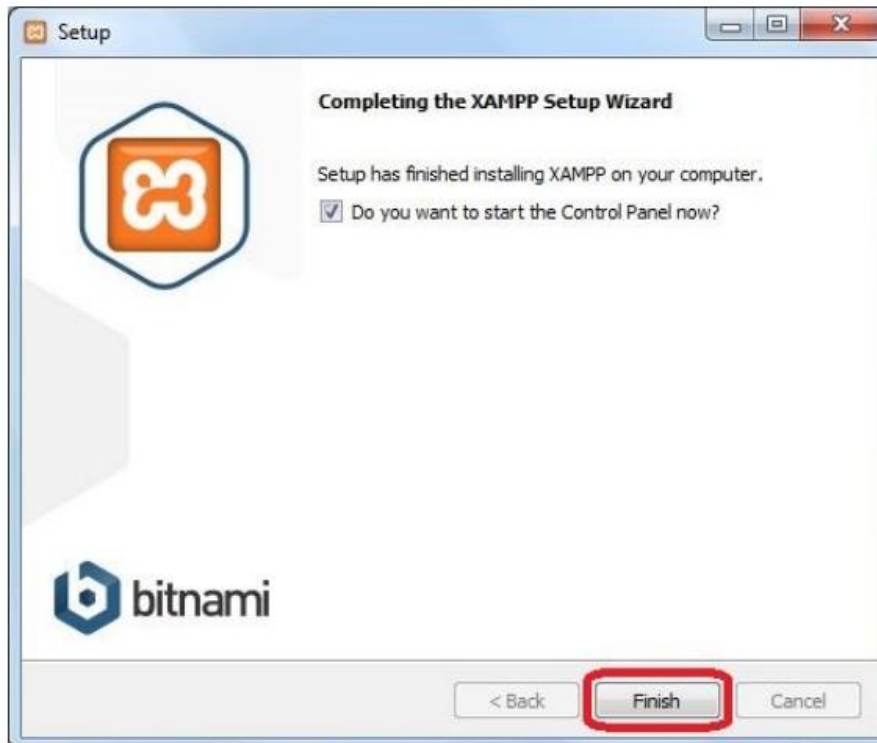 Setup
Completing the XAMPP Setup Wizard
Setup has finished installing XAMPP on your computer.
Do you want to start the Control Panel now?
bitnami
< Back
Finish
Cancel